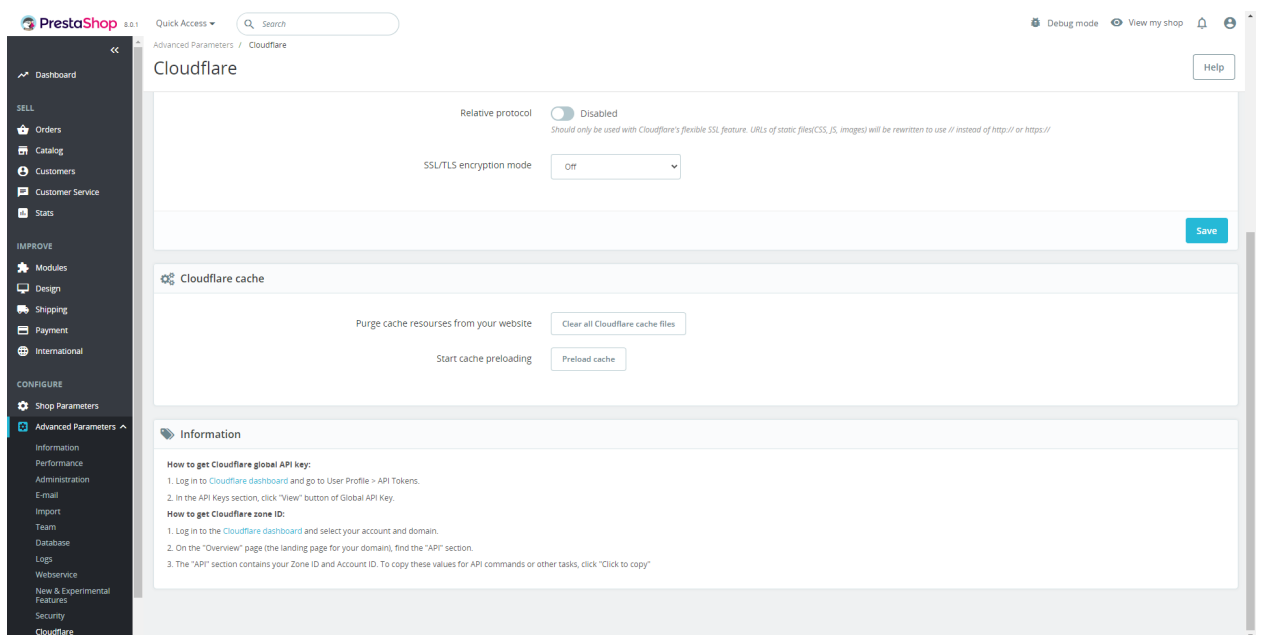 PrestaShop 8.0.1
Quick Access
Search
Debug mode
View my shop
Advanced Parameters / Cloudflare
Cloudflare
Help
Dashboard
SELL
Orders
Catalog
Customers
Customer Service
Stats
IMPROVE
Modules
Design
Shipping
Payment
International
CONFIGURE
Shop Parameters
Advanced Parameters
Information
Performance
Administration
E-mail
Import
Team
Database
Logs
Webservice
New & Experimental
Features
Security
Cloudflare
Relative protocol
Disabled
Should only be used with Cloudflare's flexible SSL feature. URLs of static files(CSS, JS, images) will be rewritten to use // instead of http:// or https://
SSL/TLS encryption mode
Off
Save
Cloudflare cache
Purge cache resourses from your website
Clear all Cloudflare cache files
Start cache preloading
Preload cache
Information
How to get Cloudflare global API key:
1. Log in to Cloudflare dashboard and go to User Profile > API Tokens.
2. In the API Keys section, click "View" button of Global API Key.
How to get Cloudflare zone ID:
1. Log in to the Cloudflare dashboard and select your account and domain.
2. On the "Overview" page (the landing page for your domain), find the "API" section.
3. The "API" section contains your Zone ID and Account ID. To copy these values for API commands or other tasks, click "Click to copy"